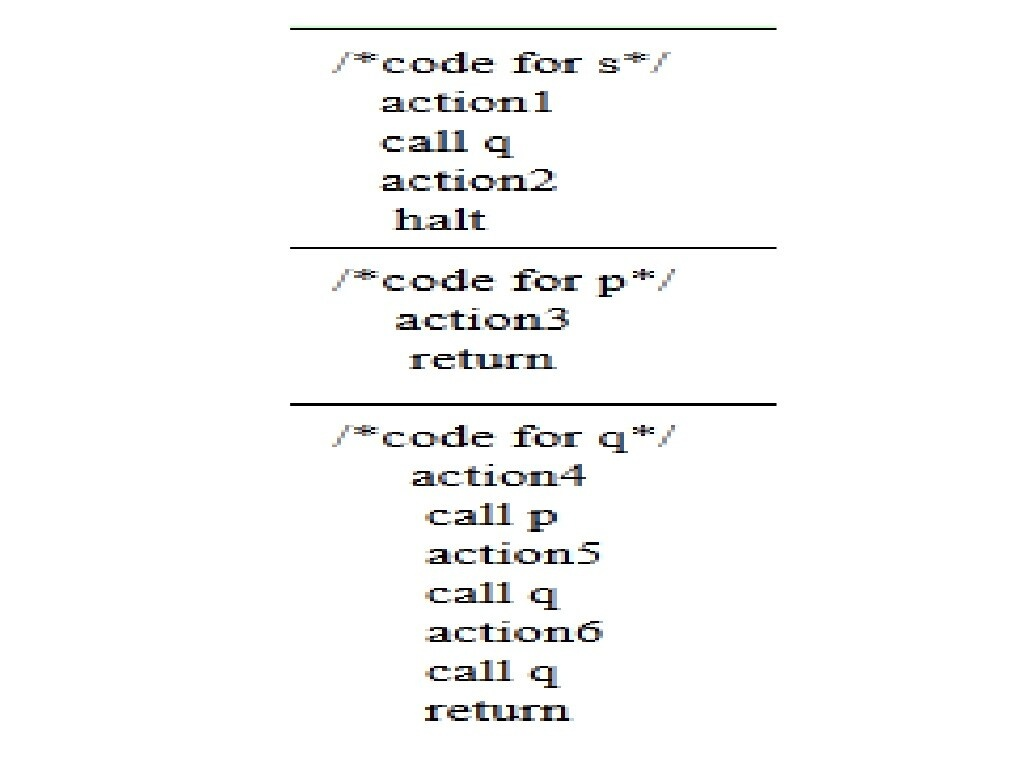 /*code for s*/
action1
call q
action2
halt
/*code for p*/
action3
return
/*code for q*/
action4
call p
action5
call q
action6
call q
return